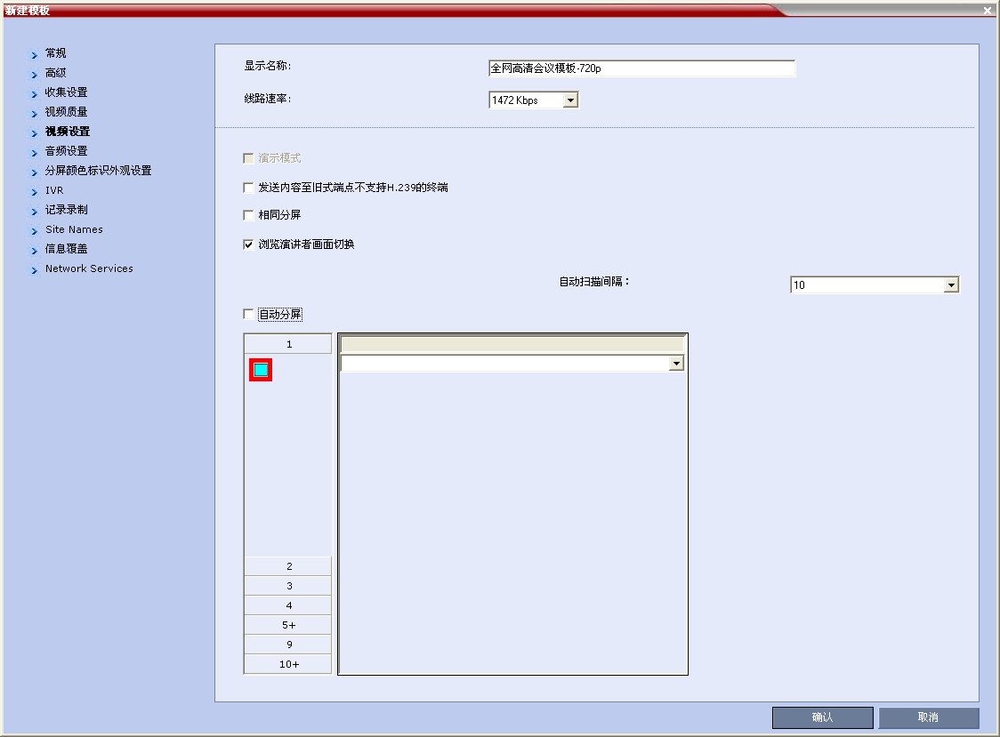 新建模板
常规
高级
收集设置
视频质量
视频设置
音频设置
分屏颜色标识外观设置
IVR
记录录制
Site Names
信息覆盖
Network Services
显示名称:
全网高清会议模板-720p
线路速率:
1472 Kbps
演示模式
发送内容至旧式端点不支持H.239的终端
相同分屏
浏览演讲者画面切换
自动扫描间隔：
10
自动分屏
1
2
3
4
5+
9
10+
确认
取消